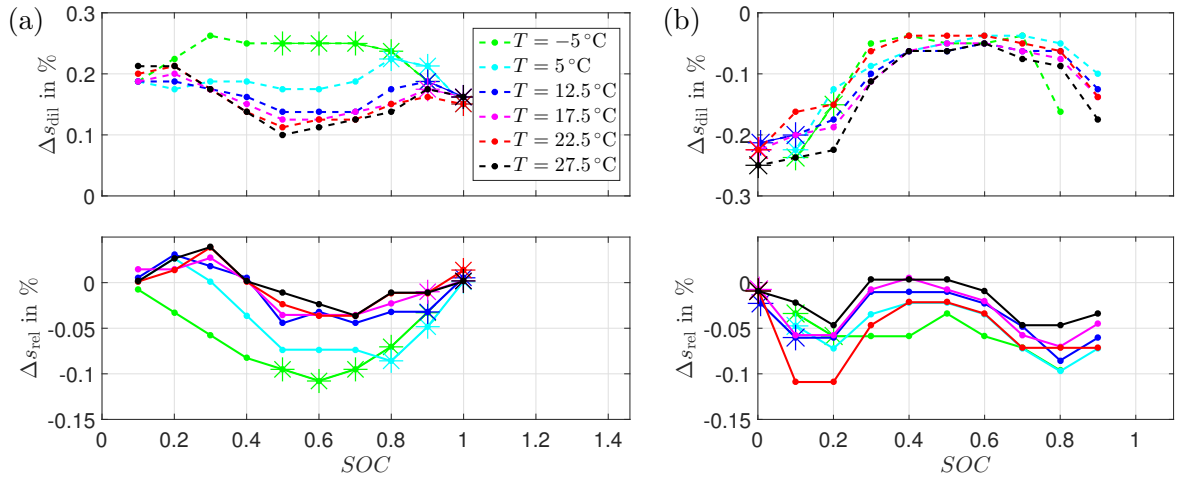 (a)
0.3
0.2
0.1
0
Δs_dil in %
T = −5 °C
T = 5 °C
T = 12.5 °C
T = 17.5 °C
T = 22.5 °C
T = 27.5 °C
(b)
-0
-0.1
-0.2
-0.3
Δs_dil in %
0
-0.05
-0.1
-0.15
Δs_rel in %
0 0.2 0.4 0.6 0.8 1 1.2 1.4
SOC
0
-0.05
-0.1
-0.15
Δs_rel in %
0 0.2 0.4 0.6 0.8 1
SOC